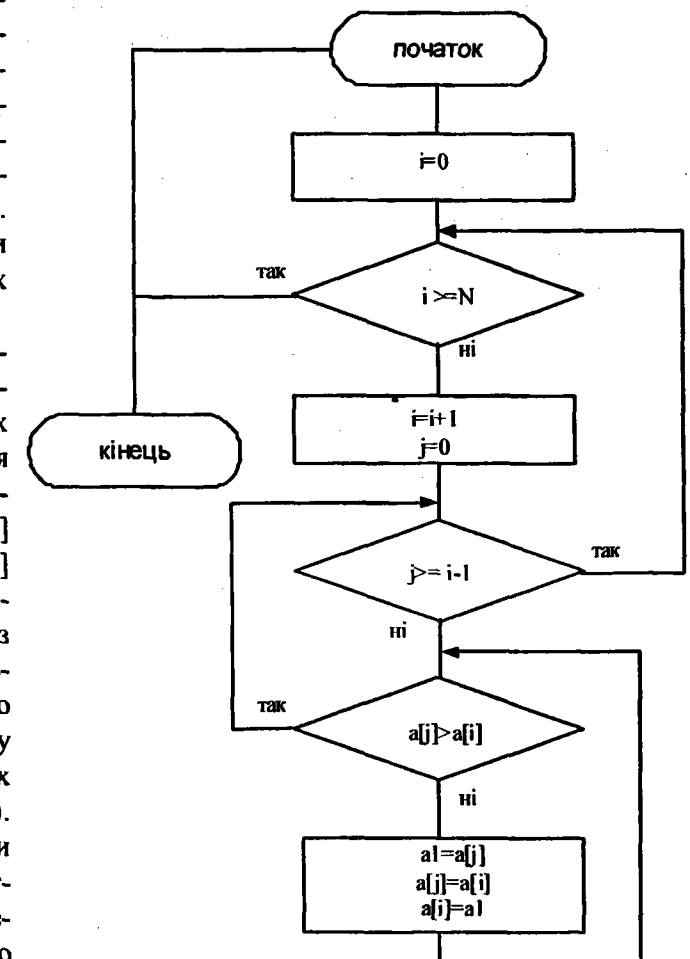 початок
i=0
так
i >=N
ні
i=i+1
j=0
кінець
так
j>= i-1
ні
так
a[j]>a[i]
ні
a1=a[j]
a[j]=a[i]
a[i]=a1